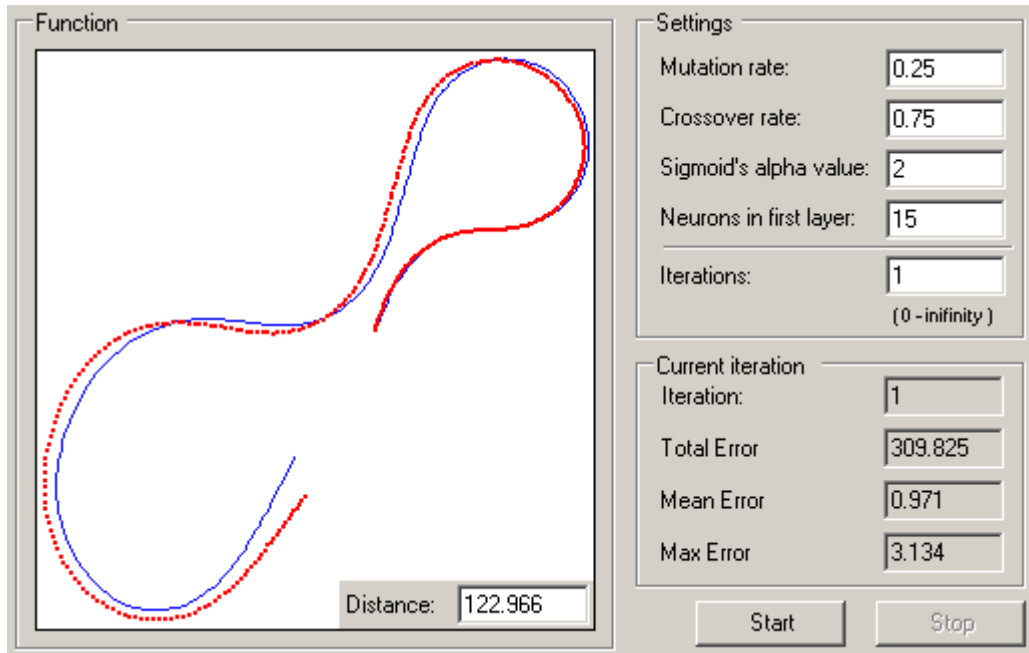 Function
Distance: 122.966
Settings
Mutation rate: 0.25
Crossover rate: 0.75
Sigmoid's alpha value: 2
Neurons in first layer: 15
Iterations: 1
( 0 - inifinity )
Current iteration
Iteration: 1
Total Error 309.825
Mean Error 0.971
Max Error 3.134
Start Stop